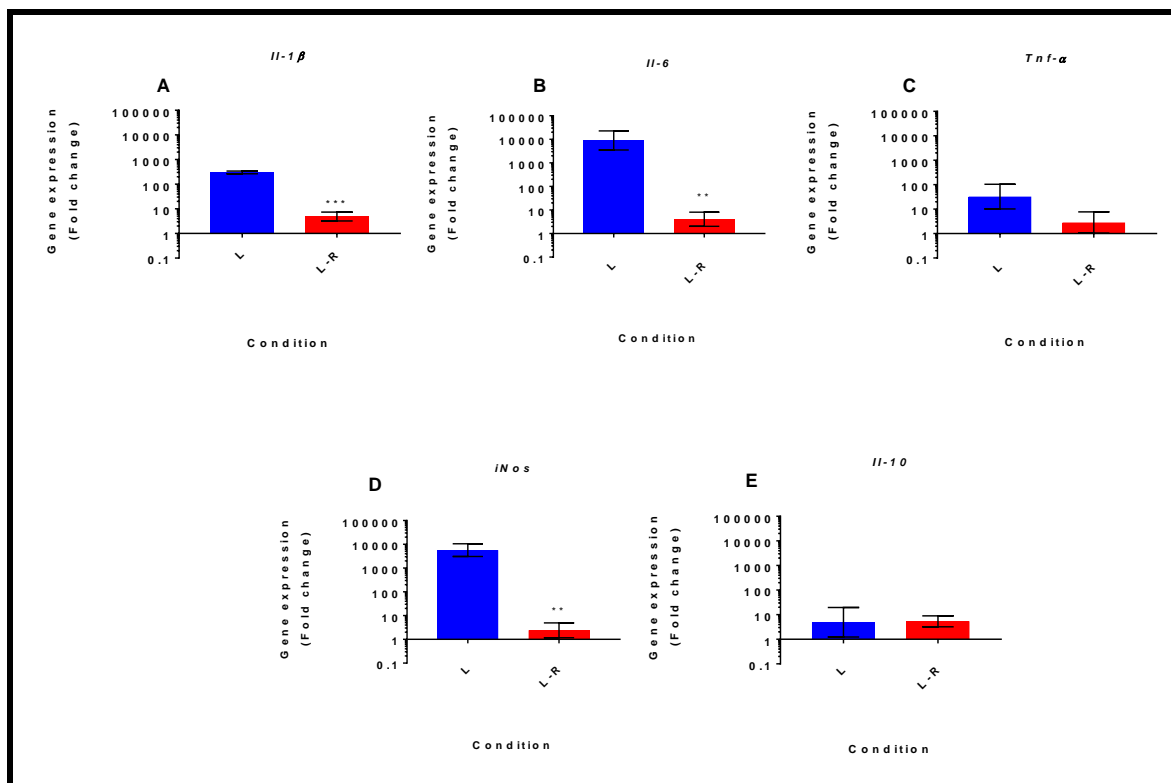 Il-1β
A
Gene expression
(Fold change)
100000
10000
1000
100
10
1
0.1
***
L
L-R
Condition
Il-6
B
Gene expression
(Fold change)
100000
10000
1000
100
10
1
0.1
**
L
L-R
Condition
Tnf-α
C
Gene expression
(Fold change)
100000
10000
1000
100
10
1
0.1
L
L-R
Condition
iNos
D
Gene expression
(Fold change)
100000
10000
1000
100
10
1
0.1
**
L
L-R
Condition
Il-10
E
Gene expression
(Fold change)
100000
10000
1000
100
10
1
0.1
L
L-R
Condition